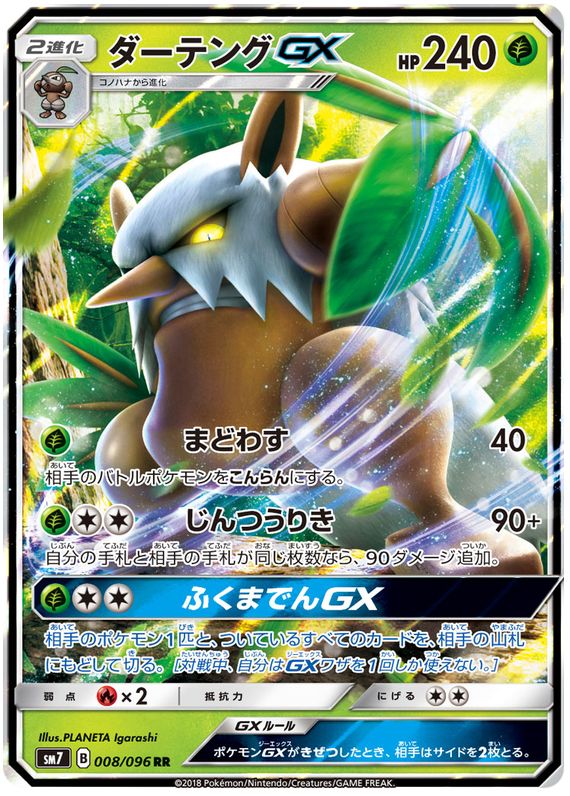 2進化 ダーテングGX HP240
コノハナから進化
まどわす 40
相手のバトルポケモンをこんらんにする。
じんつうりき 90+
自分の手札と相手の手札が同じ枚数なら、90ダメージ追加。
ふくまでんGX
相手のポケモン1匹と、ついているすべてのカードを、相手の山札
にもどして切る。[対戦中、自分はGXワザを1回しか使えない。]
弱点 ×2 抵抗力 にげる
Illus.PLANETA Igarashi
GXルール
SM7 B 008/096 RR
ポケモンGXがきぜつしたとき、相手はサイドを2枚とる。
©2018 Pokémon/Nintendo/Creatures/GAME FREAK.